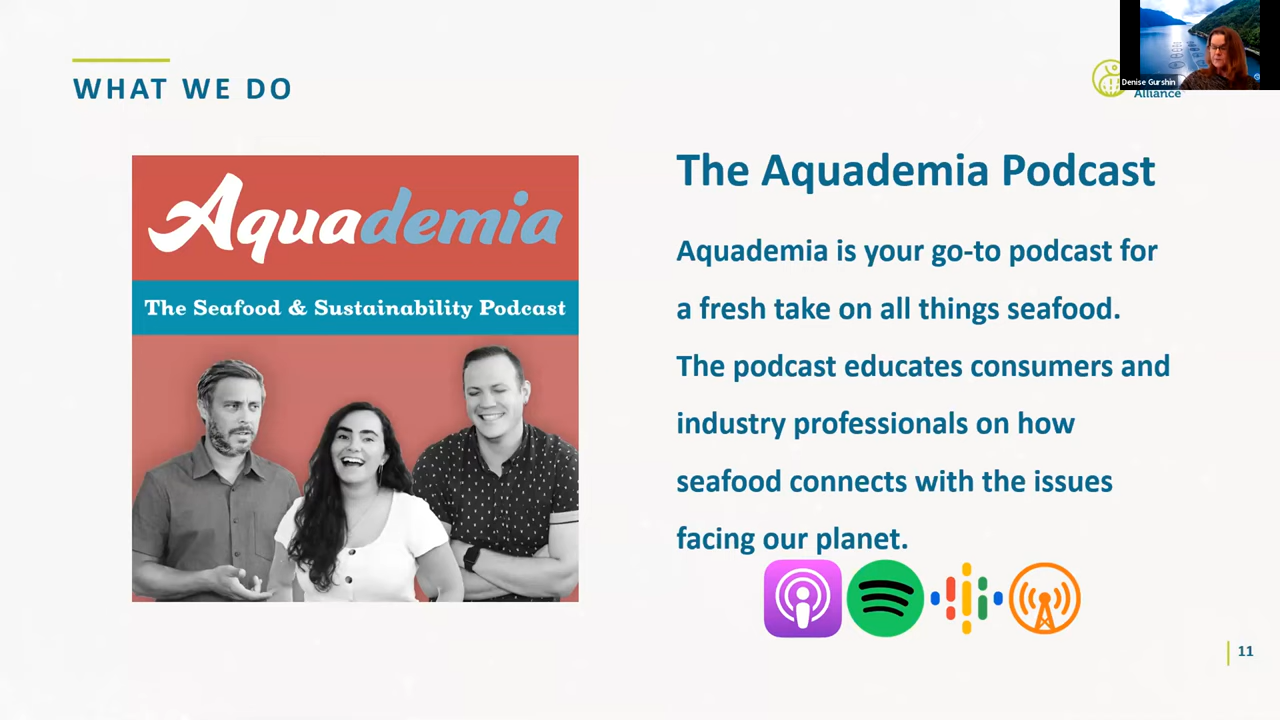 WHAT WE DO
Denise Gurshin
Alliance
Aquademia
The Seafood & Sustainability Podcast
The Aquademia Podcast
Aquademia is your go-to podcast for
a fresh take on all things seafood.
The podcast educates consumers and
industry professionals on how
seafood connects with the issues
facing our planet.
11